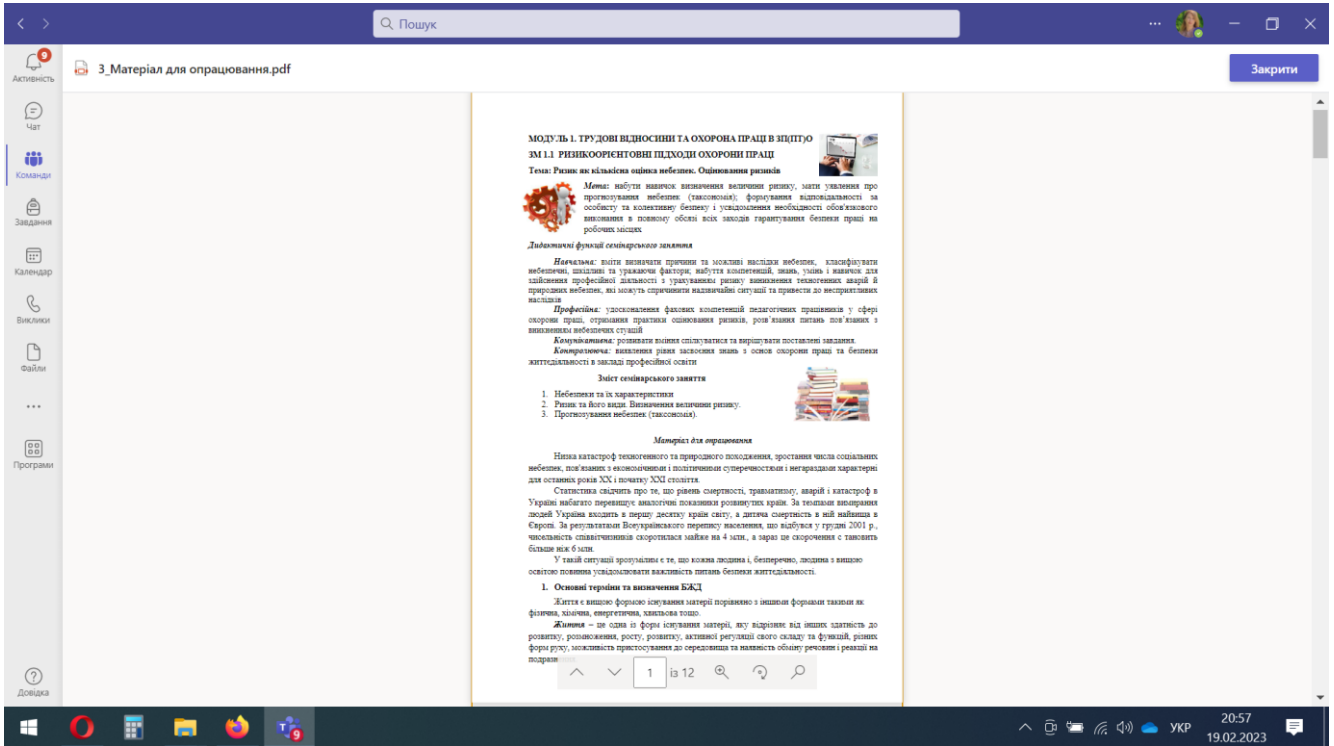 Пошук
Активність
9
Чат
Команди
Завдання
Календар
Виклики
Файли
Програми
Довідка
3_Матеріал для опрацювання.pdf
Закрити
МОДУЛЬ 1. ТРУДОВІ ВІДНОСИНИ ТА ОХОРОНА ПРАЦІ В ЗП(ПТ)О
ЗМ 1.1 РИЗИКООРІЄНТОВНІ ПІДХОДИ ОХОРОНИ ПРАЦІ
Тема: Ризик як кількісна оцінка небезпек. Оцінювання ризиків
Мета: набути навичок визначення величини ризику, мати уявлення про
прогнозування небезпек (таксономія); формування відповідальності за
особисту та колективну безпеку і усвідомлення необхідності обов'язкового
виконання в повному обсязі всіх заходів гарантування безпеки праці на
робочих місцях
Дидактичні функції семінарського заняття
Навчальна: вміти визначати причини та можливі наслідки небезпек, класифікувати
небезпечні, шкідливі та уражаючи фактори; набуття компетенцій, знань, умінь і навичок для
здійснення професійної діяльності з урахуванням ризику виникнення техногенних аварій й
природних небезпек, які можуть спричинити надзвичайні ситуації та привести до несприятливих
наслідків
Професійна: удосконалення фахових компетенцій педагогічних працівників у сфері
охорони праці, отримання практики оцінювання ризиків, розв'язання питань пов'язаних з
виникненням небезпечих стуацій
Комунікативна: розвивати вміння спілкуватися та вирішувати поставлені завдання.
Контролююча: виявлення рівня засвоєння знань з основ охорони праці та безпеки
життєдіяльності в закладі професійної освіти
Зміст семінарського заняття
1. Небезпеки та їх характеристики
2. Ризик та його види. Визначення величини ризику.
3. Прогнозування небезпек (таксономія).
Матеріал для опрацювання
Низка катастроф техногенного та природного походження, зростання числа соціальних
небезпек, пов'язаних з економічними і політичними суперечностями і негараздами характерні
для останніх років XX і початку XXI століття.
Статистика свідчить про те, що рівень смертності, травматизму, аварій і катастроф в
Україні набагато перевищує аналогічні показники розвинутих країн. За темпами вимирання
людей Україна входить в першу десятку країн світу, а дитяча смертність в ній найвища в
Європі. За результатами Всеукраїнського перепису населення, що відбувся у грудні 2001 р.,
чисельність співвітчизників скоротилася майже на 4 млн., а зараз це скорочення с тановить
більше ніж 6 млн.
У такій ситуації зрозумілим є те, що кожна людина і, безперечно, людина з вищою
освітою повинна усвідомлювати важливість питань безпеки життєдіяльності.
1. Основні терміни та визначення БЖД
Життя є вищою формою існування матерії порівняно з іншими формами такими як
фізична, хімічна, енергетична, хвильова тощо.
Життя – це одна із форм існування матерії, яку відрізняє від інших здатність до
розвитку, розмноження, росту, розвитку, активної регуляції свого складу та функцій, різних
форм руху, можливість пристосування до середовища та наявність обміну речовин і реакції на
1 із 12
9
УКР
20:57
19.02.2023